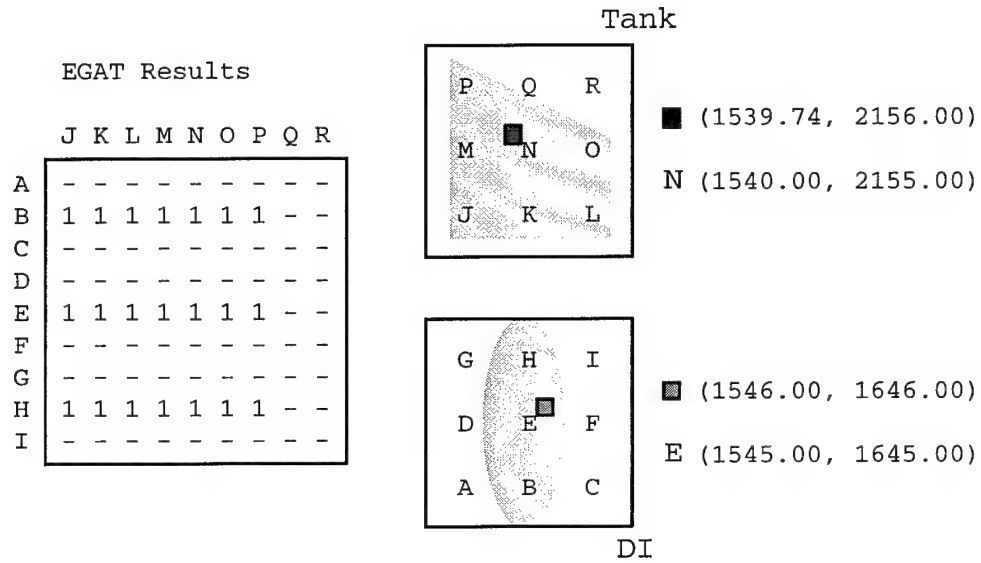 EGAT Results
J K L M N O P Q R
A - - - - - - - - -
B 1 1 1 1 1 1 1 - -
C - - - - - - - - -
D - - - - - - - - -
E 1 1 1 1 1 1 1 - -
F - - - - - - - - -
G - - - - - - - - -
H 1 1 1 1 1 1 1 - -
I - - - - - - - - -
Tank
P Q R
M N O
J K L
(1539.74, 2156.00)
N (1540.00, 2155.00)
G H I
D E F
A B C
(1546.00, 1646.00)
E (1545.00, 1645.00)
DI